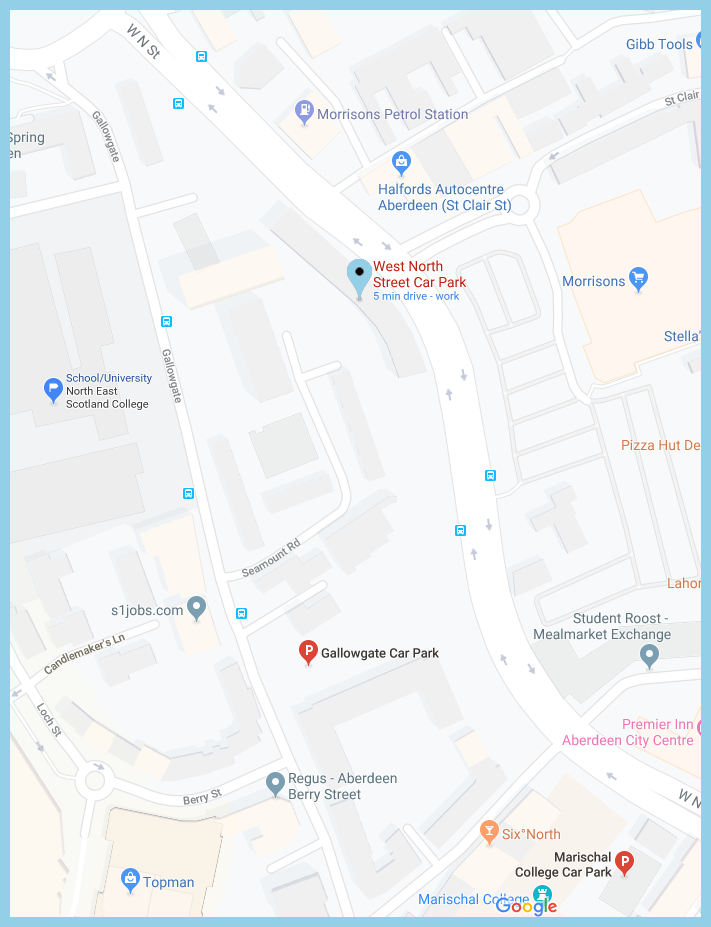 W N St
Gibb Tools
Gallowgate
Morrisons Petrol Station
St Clair
Spring
en
Halfords Autocentre
Aberdeen (St Clair St)
West North
Street Car Park
5 min drive - work
Morrisons
Stella'
School/University
North East
Scotland College
Gallowgate
Pizza Hut De
Seamount Rd
Lahor
s1jobs.com
Student Roost -
Mealmarket Exchange
Candlemaker's Ln
P
Gallowgate Car Park
Loch St
Premier Inn
Aberdeen City Centre
Regus - Aberdeen
Berry Street
Berry St
W N
Six°North
Marischal
College Car Park
P
Topman
Marischal College
Google